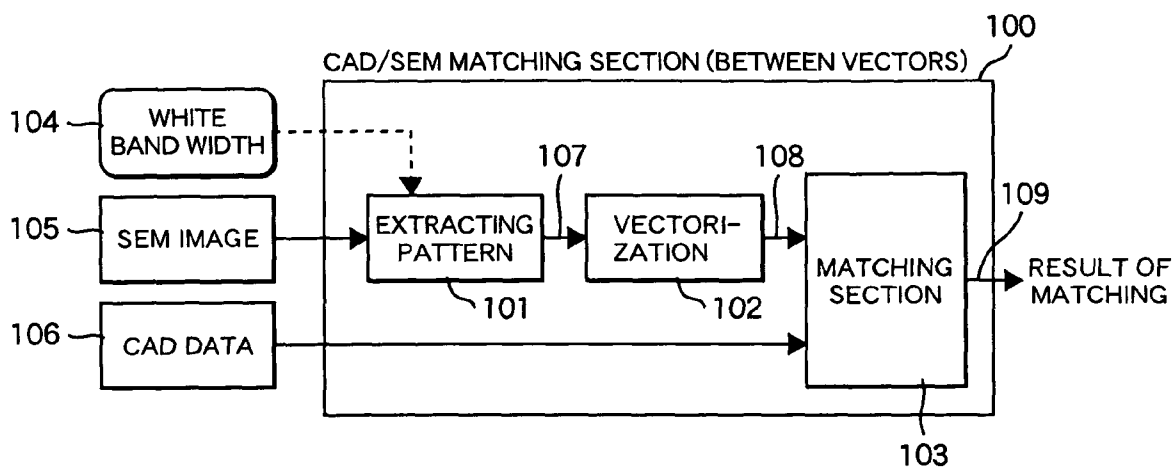 100
CAD/SEM MATCHING SECTION (BETWEEN VECTORS)
104
WHITE
BAND WIDTH
107
108
105
SEM IMAGE
EXTRACTING
PATTERN
VECTORI-
ZATION
109
MATCHING
SECTION
RESULT OF
MATCHING
101
102
106
CAD DATA
103